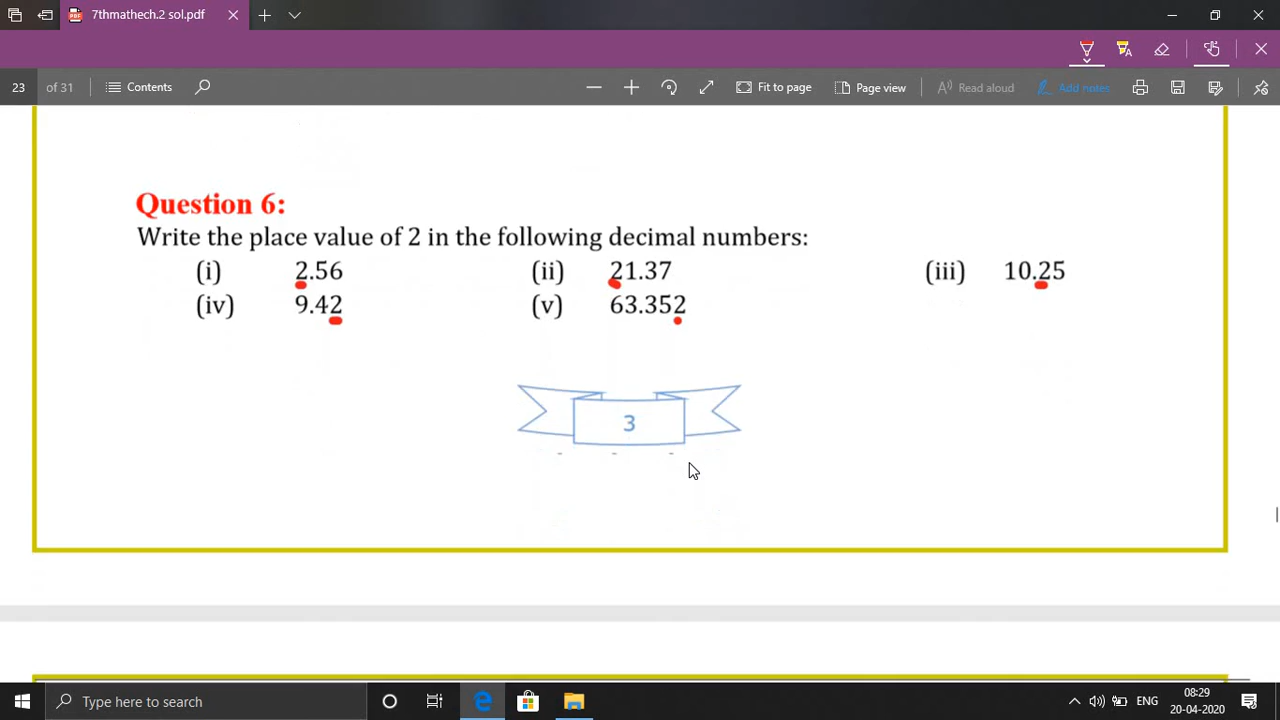 7thmathech.2 sol.pdf
23 of 31 Contents Fit to page Page view Read aloud Add notes
Question 6:
Write the place value of 2 in the following decimal numbers:
(i) 2.56 (ii) 21.37 (iii) 10.25
(iv) 9.42 (v) 63.352
3
Type here to search ENG 08:29
20-04-2020